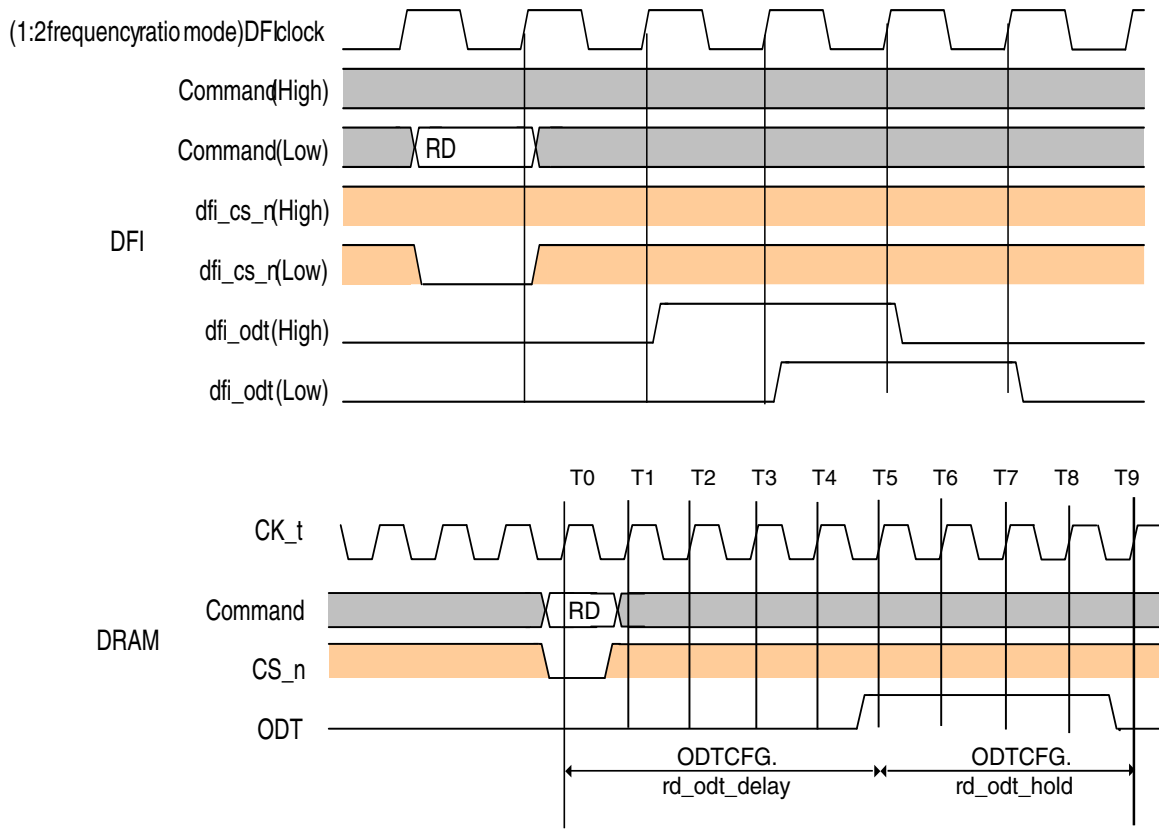 (1:2frequencyratio mode)DFIclock
Command(High)
Command(Low)
RD
dfi_cs_n(High)
DFI
dfi_cs_n(Low)
dfi_odt(High)
dfi_odt(Low)
T0 T1 T2 T3 T4 T5 T6 T7 T8 T9
CK_t
Command
RD
DRAM
CS_n
ODT
ODTCFG. ODTCFG.
rd_odt_delay rd_odt_hold